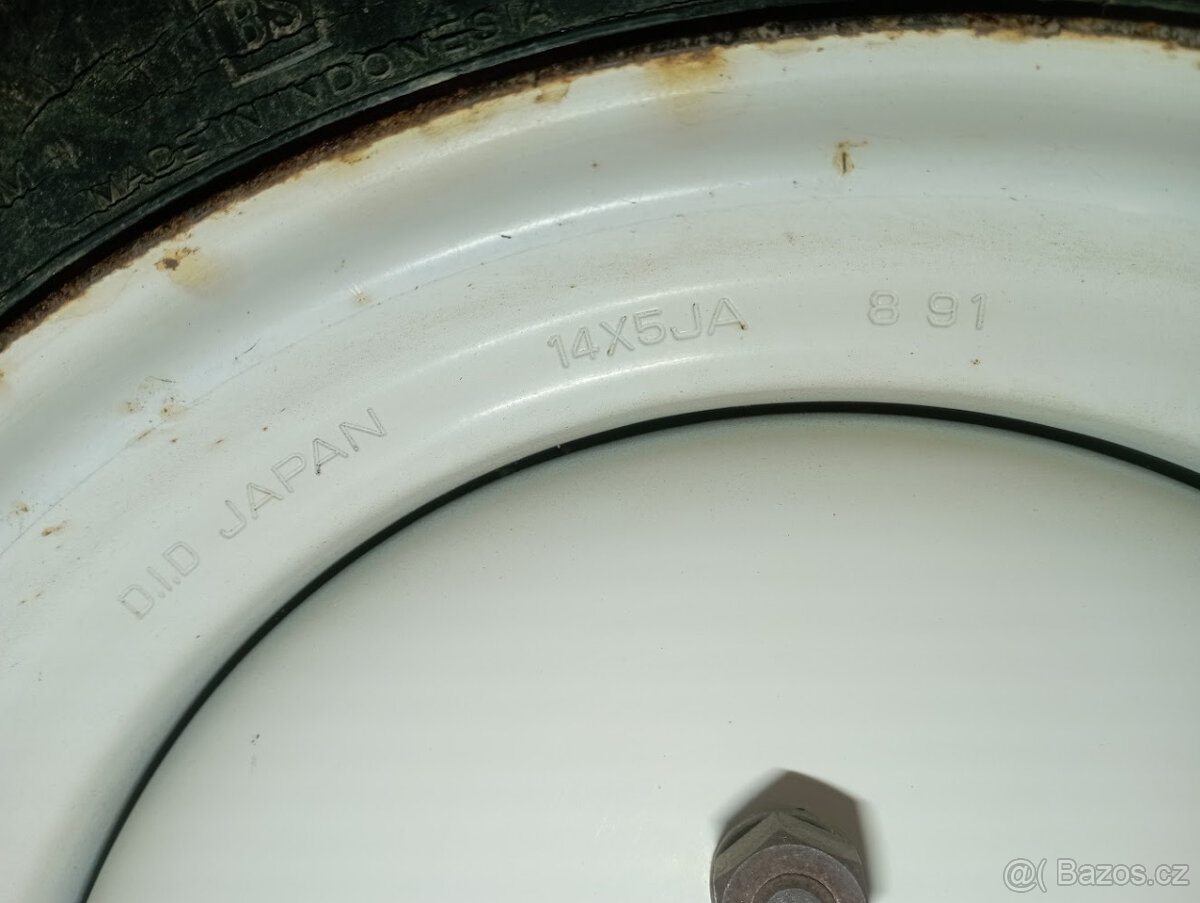 BS
MADE IN INDONESIA
14X5JA 8 91
D.I.D JAPAN
@( Bazos.cz